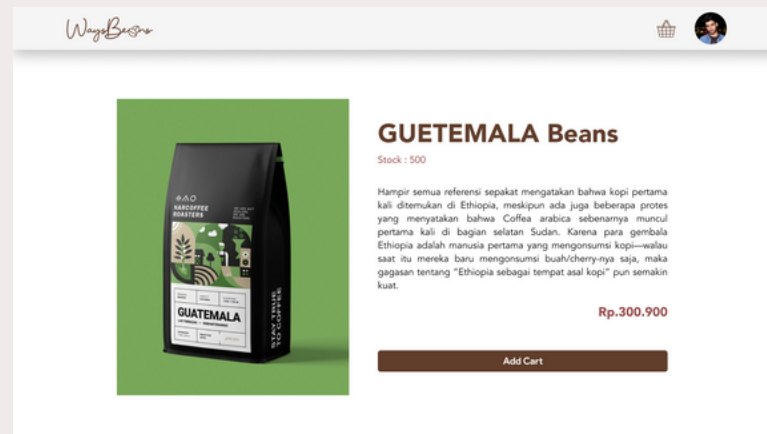 WaysBeans
GUETEMALA Beans
Stock : 500
NARCOFFEE
ROASTERS
Hampir semua referensi sepakat mengatakan bahwa kopi pertama
kali ditemukan di Ethiopia, meskipun ada juga beberapa protes
yang menyatakan bahwa Coffea arabica sebenarnya muncul
pertama kali di bagian selatan Sudan. Karena para gembala
Ethiopia adalah manusia pertama yang mengonsumsi kopi—walau
saat itu mereka baru mengonsumsi buah/cherry-nya saja, maka
gagasan tentang “Ethiopia sebagai tempat asal kopi” pun semakin
kuat.
GUATEMALA
STAY TRUE
TO COFFEE
Rp.300.900
Add Cart